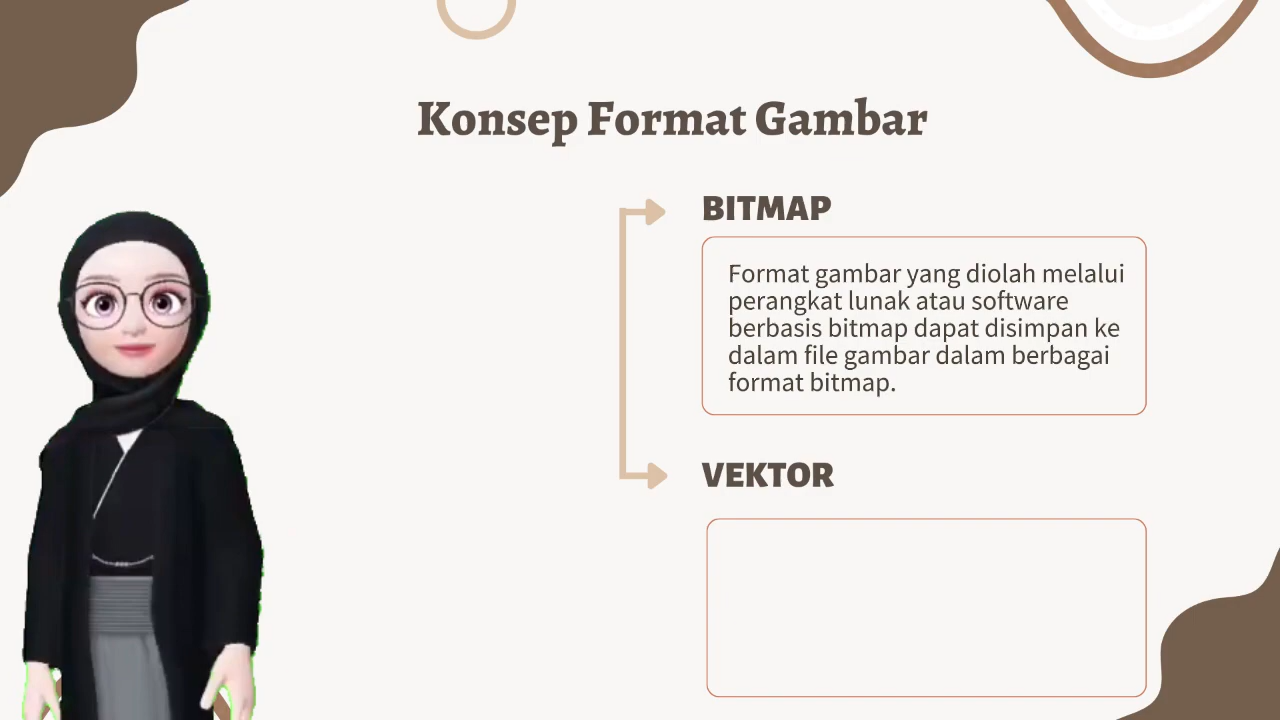 Konsep Format Gambar
BITMAP
Format gambar yang diolah melalui
perangkat lunak atau software
berbasis bitmap dapat disimpan ke
dalam file gambar dalam berbagai
format bitmap.
VEKTOR